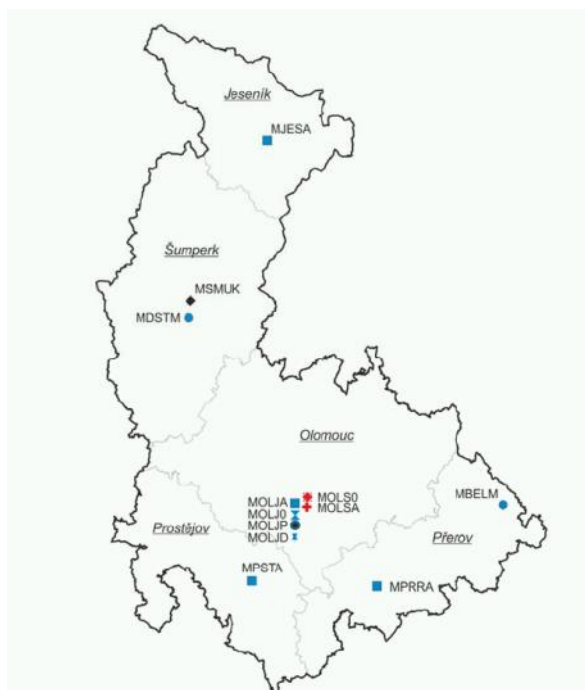 Jeseník
MJESA
Šumperk
MSMUK
MDSTM
Olomouc
MOLJA
MOLS0
MOLJ0
MOLSA
MOLJP
MOLJD
MBELM
Prostějov
Přerov
MPSTA
MPRRA